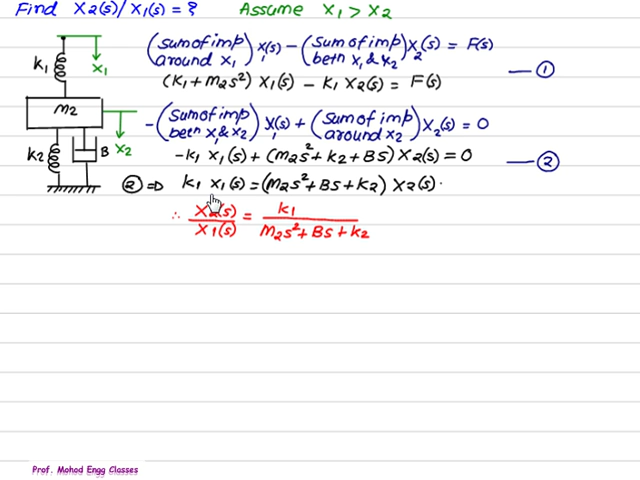 Find X2(s)/X1(s) = ? Assume X1 > X2
(Sum of imp around X1) X1(s) − (Sum of imp betn X1 & X2) X2(s) = F(s)
(K1 + M2s²) X1(s) − K1 X2(s) = F(s) — ①
K1
X1
M2
−(Sum of imp been X1 & X2) X1(s) + (Sum of imp around X2) X2(s) = 0
K2
B
X2
−K1 X1(s) + (M2s² + K2 + BS) X2(s) = 0 — ②
② ⇒ K1 X1(s) = (M2s² + BS + K2) X2(s).
∴ X2(s)/X1(s) = K1/(M2s² + BS + K2)
Prof. Mohod Engg Classes